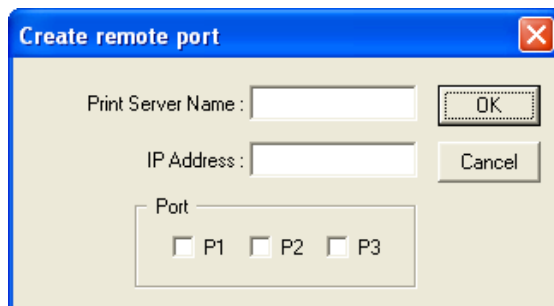 Create remote port
Print Server Name :
OK
IP Address :
Cancel
Port
P1 P2 P3